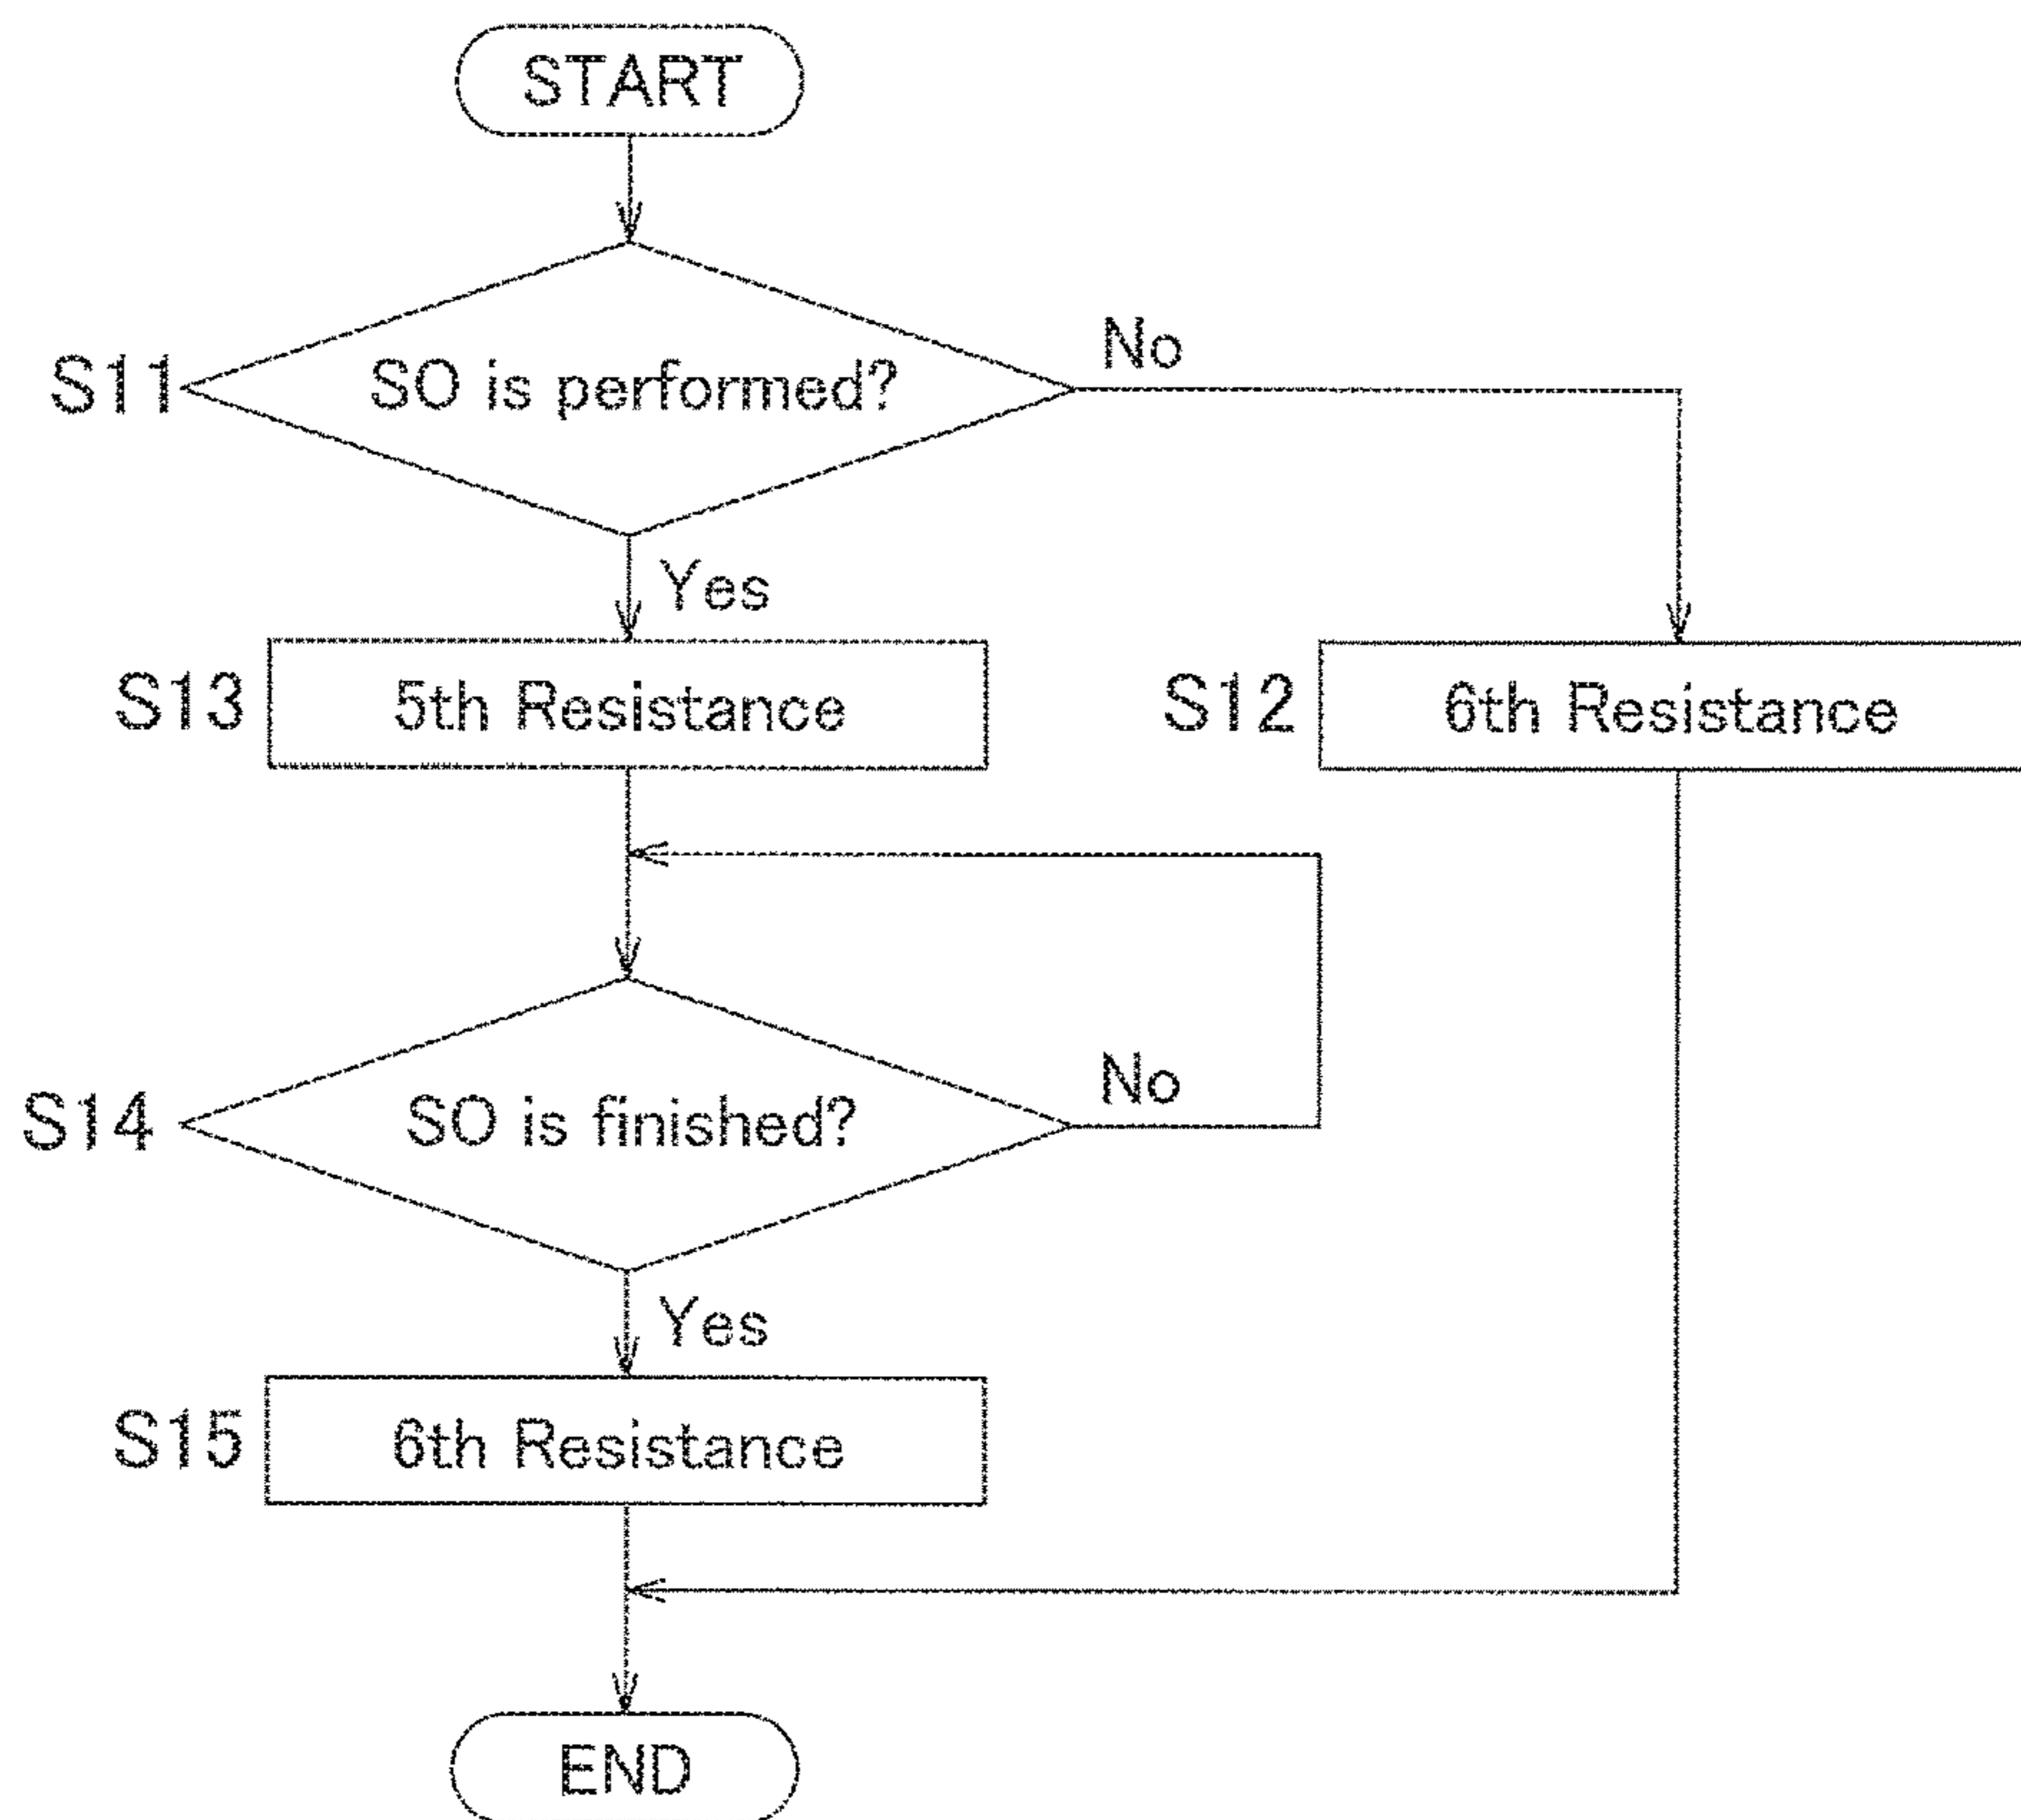 START
S11
SO is performed?
No
Yes
S13
5th Resistance
S12
6th Resistance
S14
SO is finished?
No
Yes
S15
6th Resistance
END